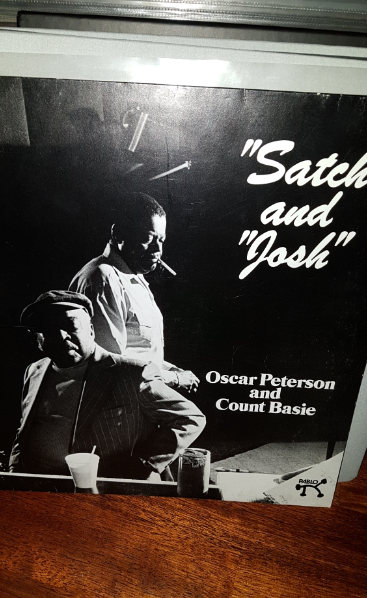 "Satch
and
"Josh"
Oscar Peterson
and
Count Basie
PABLO